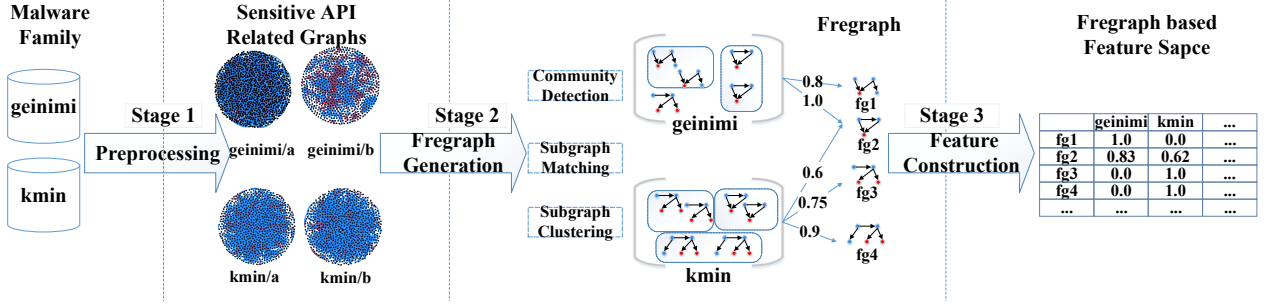 Malware
Family
geinimi
kmin
Stage 1
Preprocessing
Sensitive API
Related Graphs
geinimi/a
geinimi/b
kmin/a
kmin/b
Stage 2
Fregraph
Generation
Community
Detection
Subgraph
Matching
Subgraph
Clustering
geinimi
kmin
Fregraph
0.8
1.0
0.6
0.75
0.9
fg1
fg2
fg3
fg4
Stage 3
Feature
Construction
Fregraph based
Feature Sapce
geinimi kmin ...
fg1 1.0 0.0 ...
fg2 0.83 0.62 ...
fg3 0.0 1.0 ...
fg4 0.0 1.0 ...
... ... ... ...